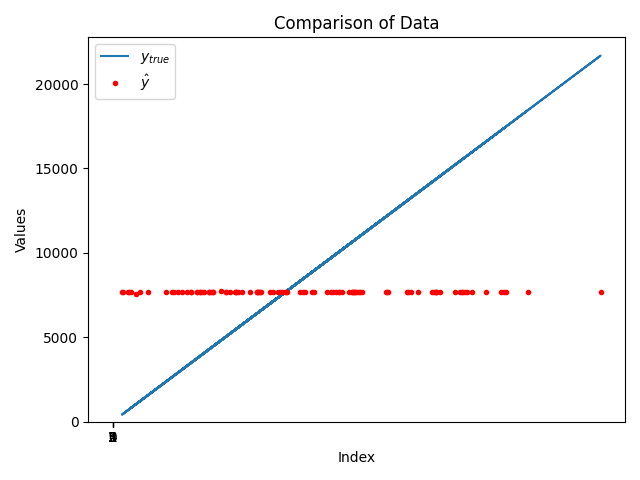 Comparison of Data
y_true
ŷ
20000
15000
10000
5000
0
Values
Index